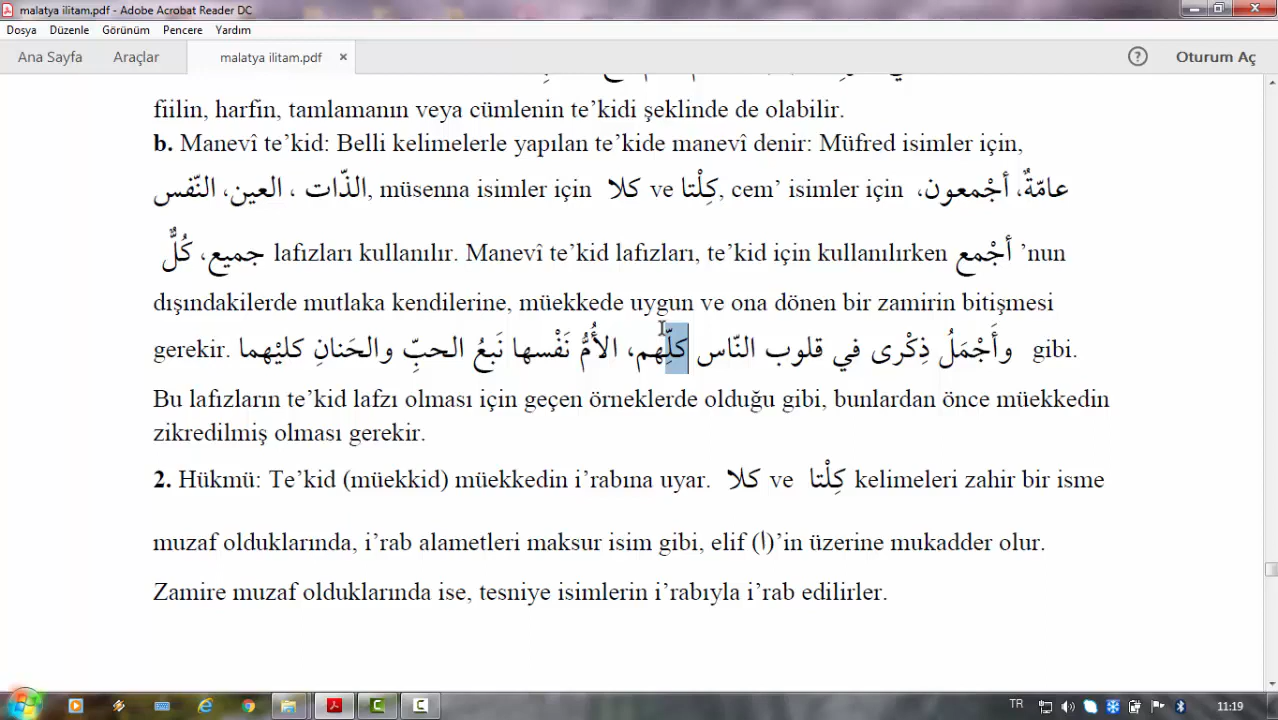 malatya ilitam.pdf - Adobe Acrobat Reader DC
Dosya Düzenle Görünüm Pencere Yardım
Ana Sayfa Araçlar malatya ilitam.pdf × ? Oturum Aç
fiilin, harfin, tamlamanın veya cümlenin te’kidi şeklinde de olabilir.
b. Manevî te’kid: Belli kelimelerle yapılan te’kide manevî denir: Müfred isimler için,
الذّات ، العين، النّفس, müsenna isimler için كلا ve كِلْتا, cem’ isimler için عامّةٌ، أجْمعون،
جميع، كُلٌّ lafızları kullanılır. Manevî te’kid lafızları, te’kid için kullanılırken أجْمع ’nun
dışındakilerde mutlaka kendilerine, müekkede uygun ve ona dönen bir zamirin bitişmesi
gerekir. وأَجْمَلُ ذِكْرى في قلوب النّاس كلِّهم، الأُمُّ نَفْسها نَبعُ الحبِّ والحَنانِ كليْهما gibi.
Bu lafızların te’kid lafzı olması için geçen örneklerde olduğu gibi, bunlardan önce müekkedin
zikredilmiş olması gerekir.
2. Hükmü: Te’kid (müekkid) müekkedin i’rabına uyar. كلا ve كِلْتا kelimeleri zahir bir isme
muzaf olduklarında, i’rab alametleri maksur isim gibi, elif (ا)’in üzerine mukadder olur.
Zamire muzaf olduklarında ise, tesniye isimlerin i’rabıyla i’rab edilirler.
TR 11:19